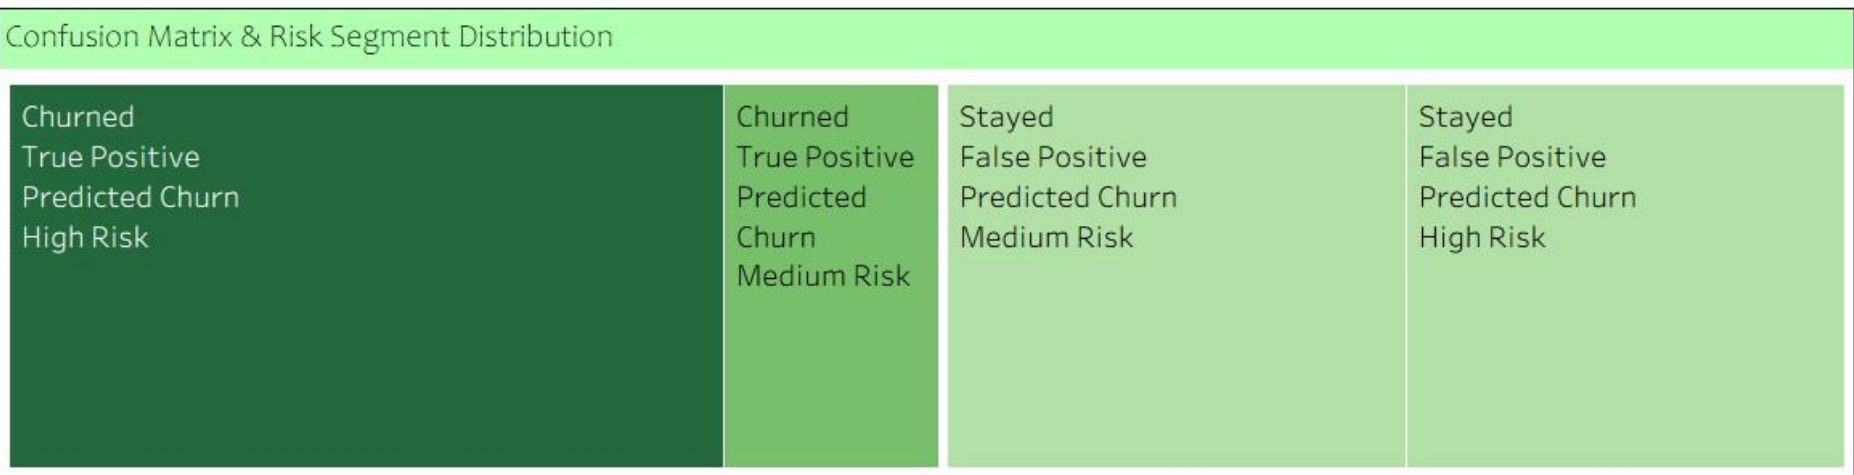 Confusion Matrix & Risk Segment Distribution
Churned
True Positive
Predicted Churn
High Risk
Churned
True Positive
Predicted
Churn
Medium Risk
Stayed
False Positive
Predicted Churn
Medium Risk
Stayed
False Positive
Predicted Churn
High Risk